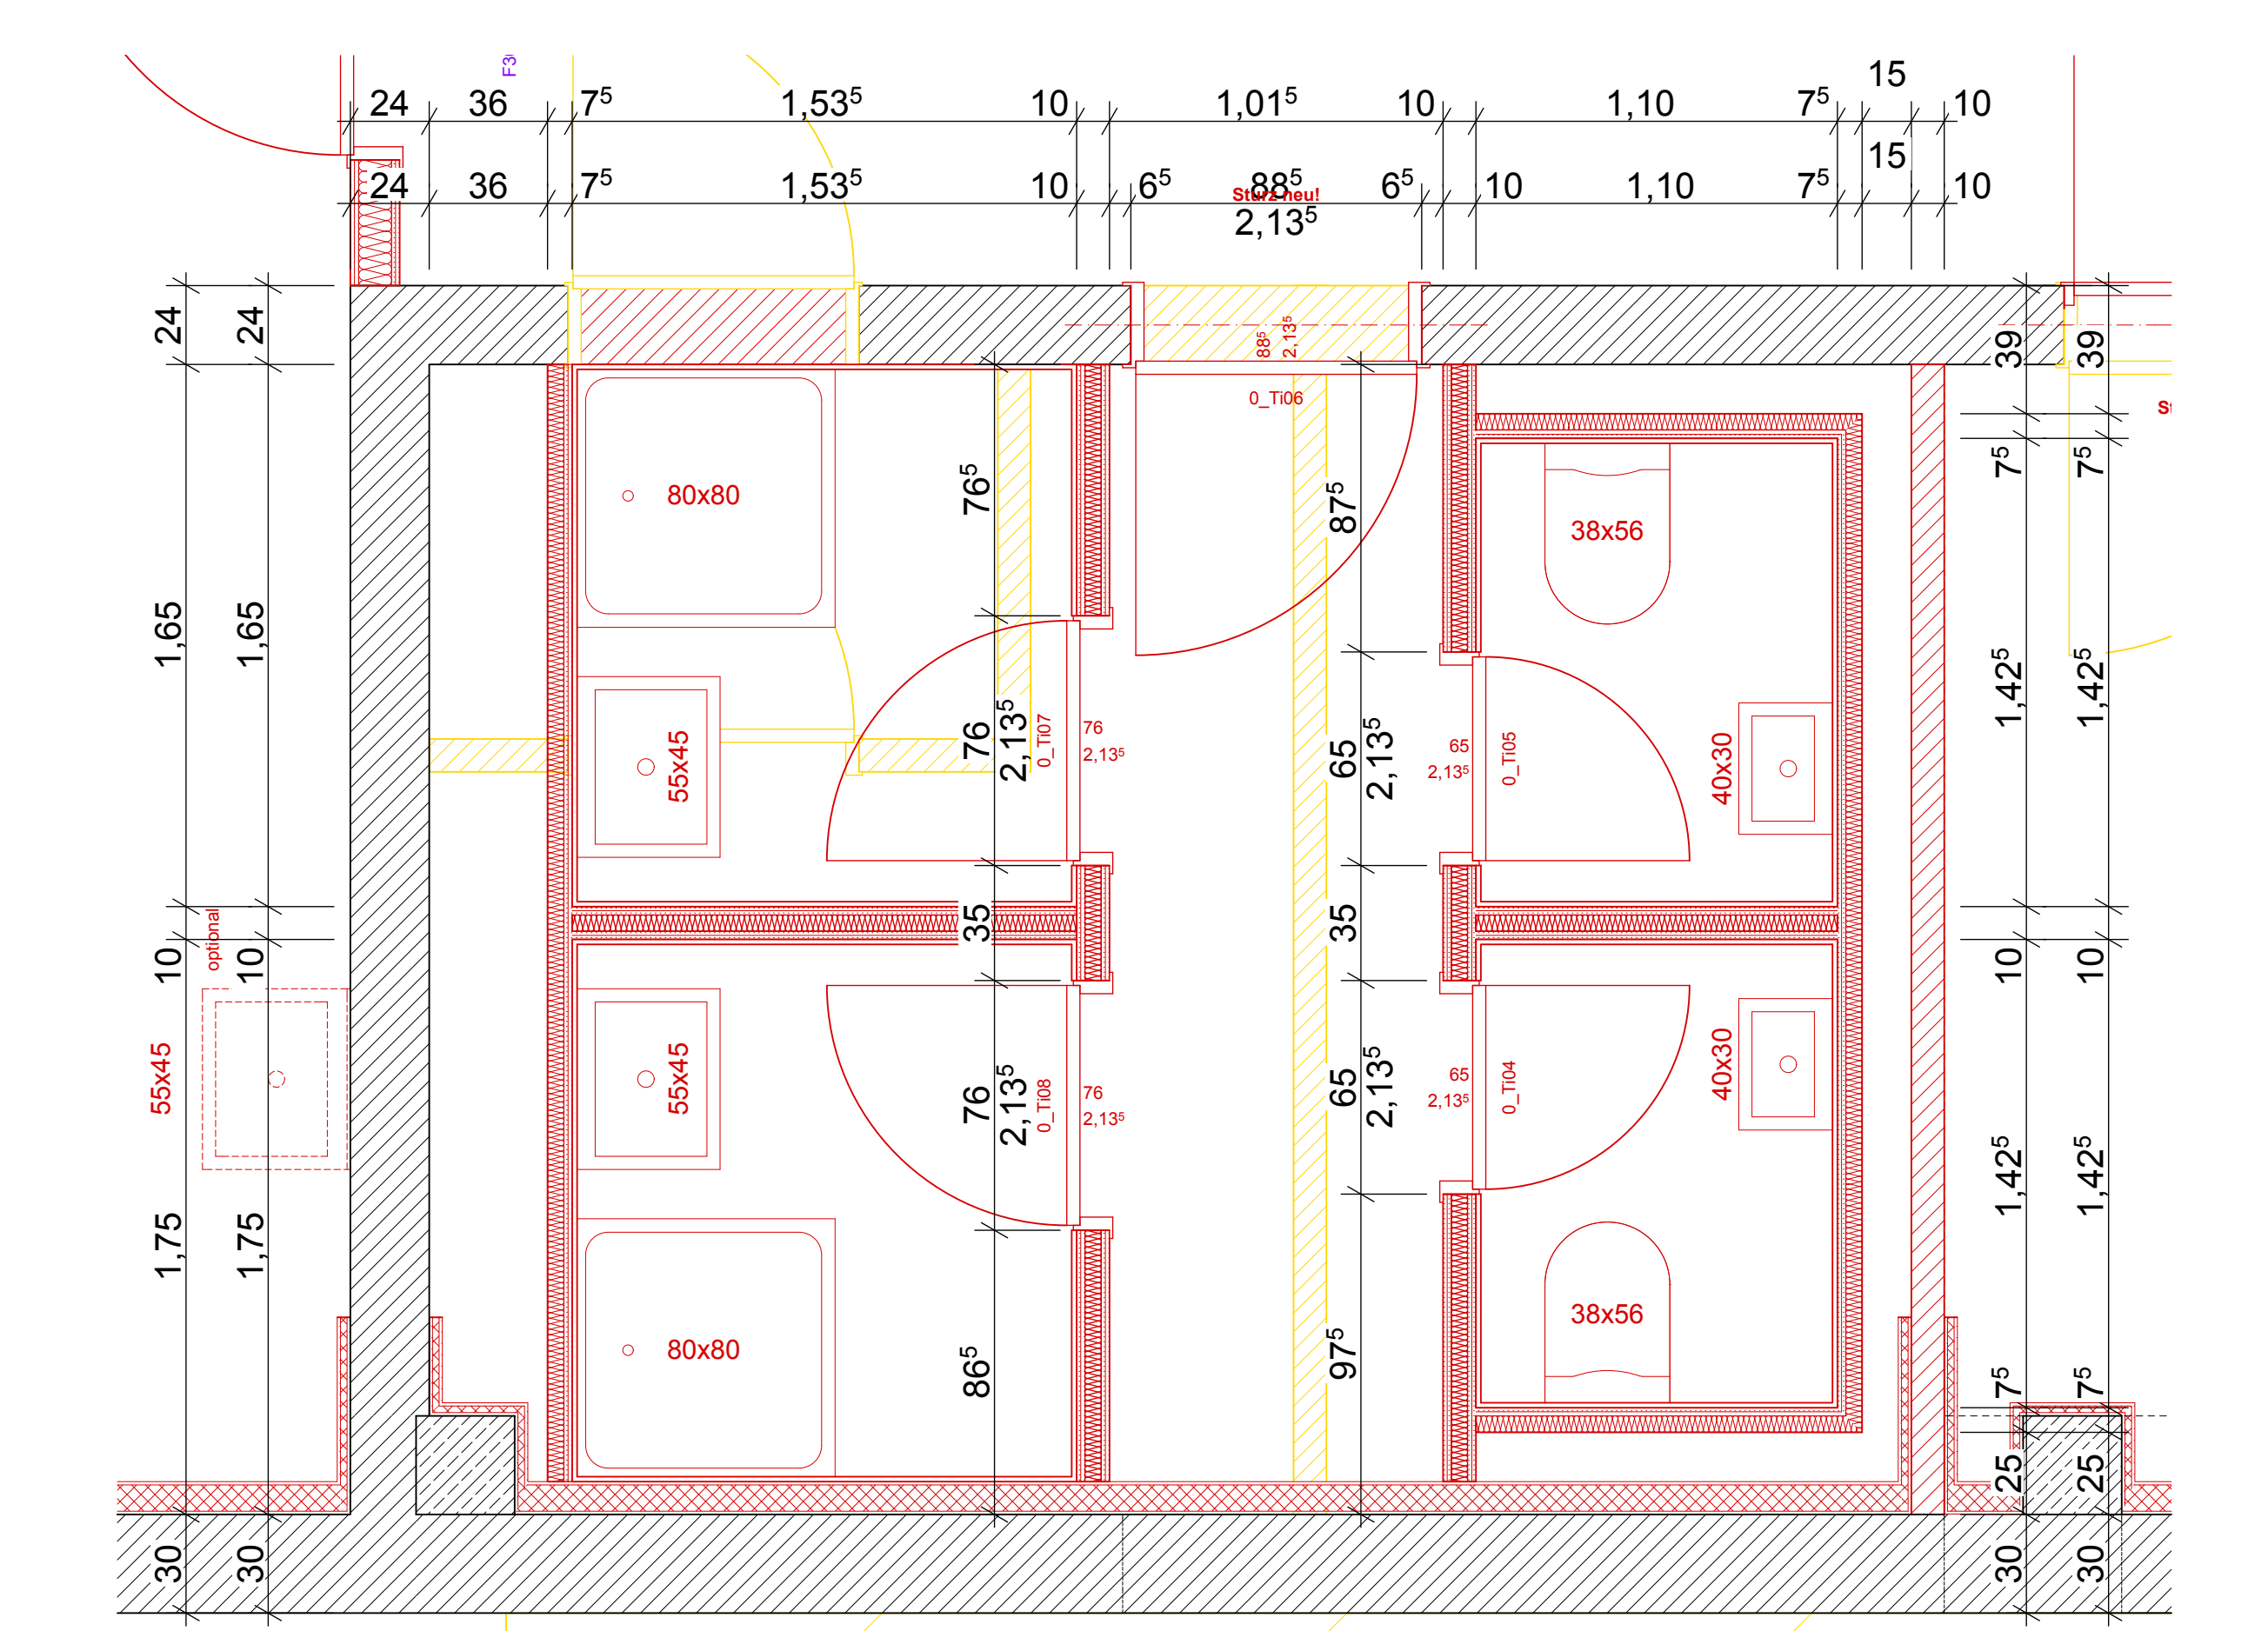 F3
15
24 36 7⁵ 1,53⁵ 10 1,01⁵ 10 1,10 7⁵ 10
15
24 36 7⁵ 1,53⁵ 10 6⁵ 88⁵ 6⁵ 10 1,10 7⁵ 10
Sturz neu!
2,13⁵
24
24
1,65
1,65
10
10
optional
55x45
1,75
1,75
30
30
88⁵
2,13⁵
0_Ti06
80x80
76⁵
87⁵
38x56
55x45
76
2,13⁵
0_Ti07
76
2,13⁵
65
2,13⁵
65
2,13⁵
0_Ti05
40x30
35
35
55x45
76
2,13⁵
0_Ti08
76
2,13⁵
65
2,13⁵
65
2,13⁵
0_Ti04
40x30
80x80
86⁵
97⁵
38x56
39
39
St
7⁵
7⁵
1,42⁵
1,42⁵
10
10
1,42⁵
1,42⁵
7⁵
7⁵
25
25
30
30